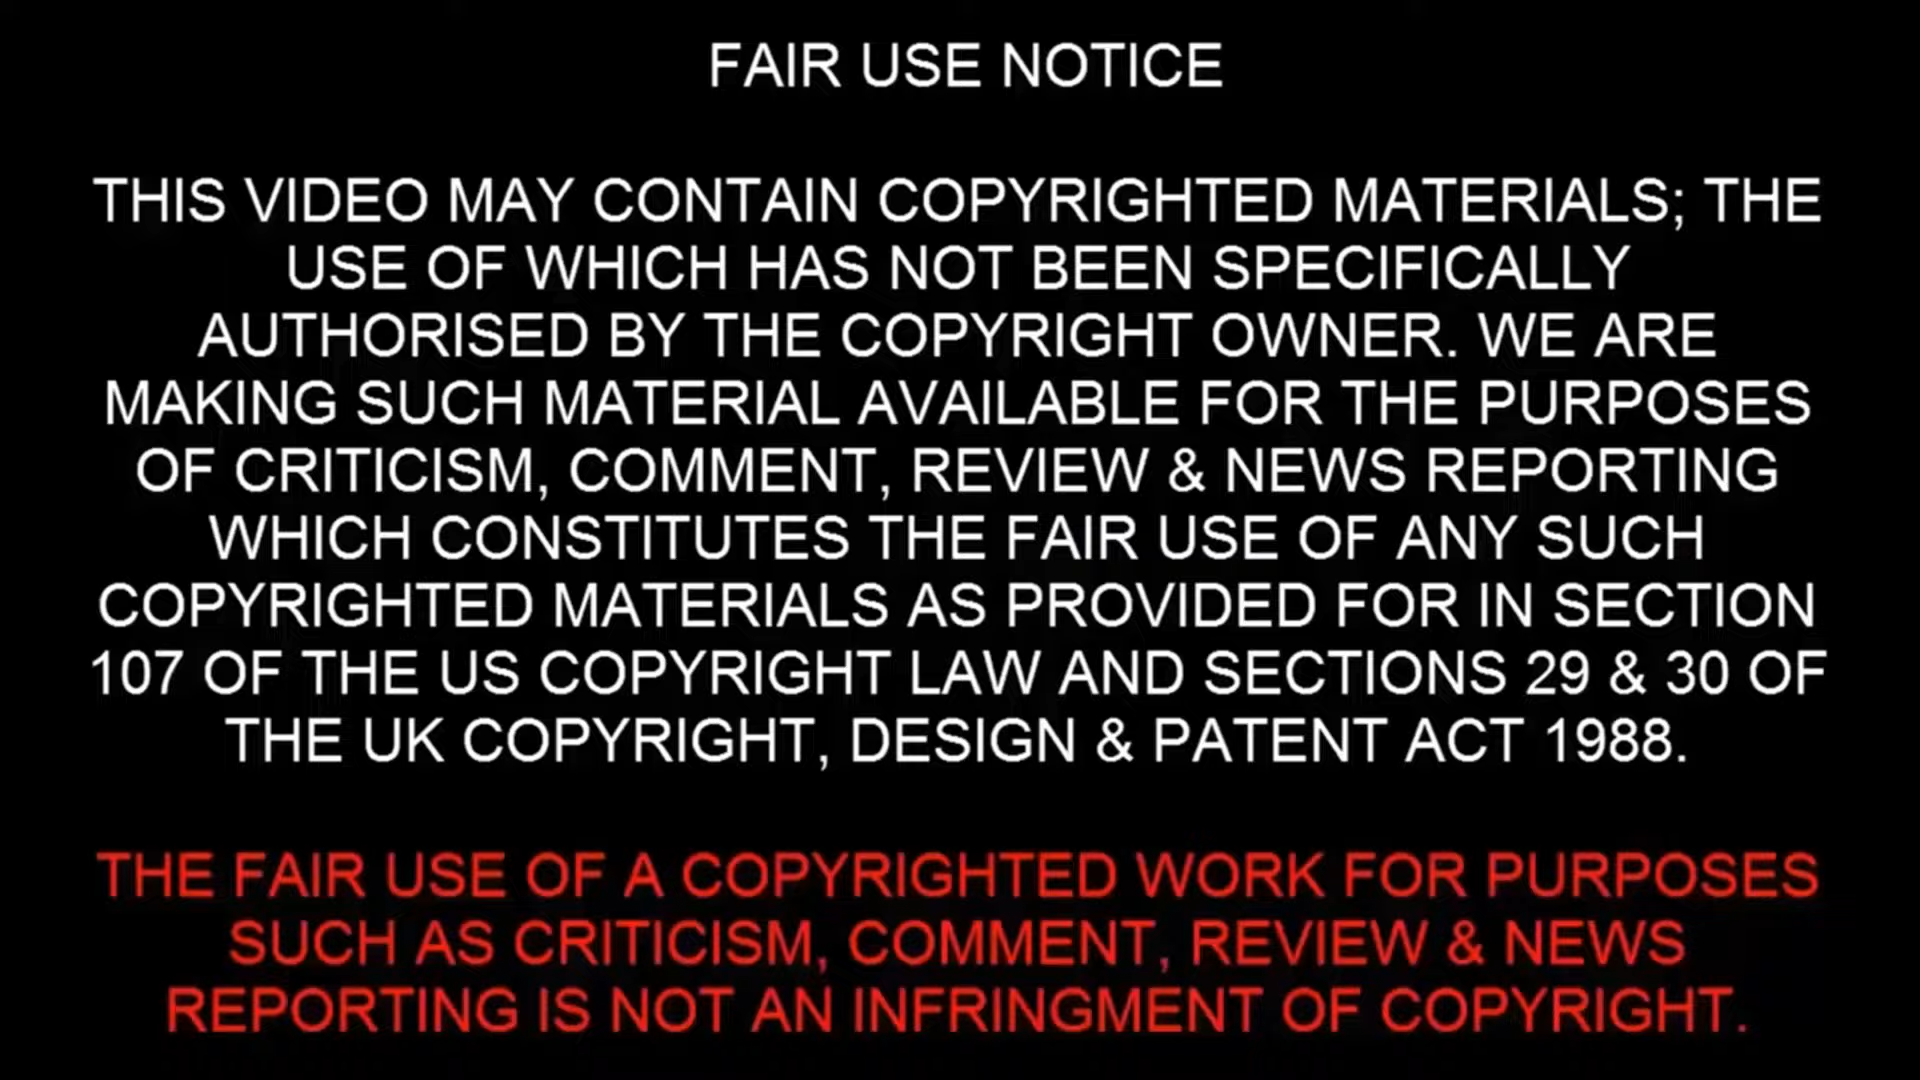 FAIR USE NOTICE
THIS VIDEO MAY CONTAIN COPYRIGHTED MATERIALS; THE
USE OF WHICH HAS NOT BEEN SPECIFICALLY
AUTHORISED BY THE COPYRIGHT OWNER. WE ARE
MAKING SUCH MATERIAL AVAILABLE FOR THE PURPOSES
OF CRITICISM, COMMENT, REVIEW & NEWS REPORTING
WHICH CONSTITUTES THE FAIR USE OF ANY SUCH
COPYRIGHTED MATERIALS AS PROVIDED FOR IN SECTION
107 OF THE US COPYRIGHT LAW AND SECTIONS 29 & 30 OF
THE UK COPYRIGHT, DESIGN & PATENT ACT 1988.
THE FAIR USE OF A COPYRIGHTED WORK FOR PURPOSES
SUCH AS CRITICISM, COMMENT, REVIEW & NEWS
REPORTING IS NOT AN INFRINGMENT OF COPYRIGHT.